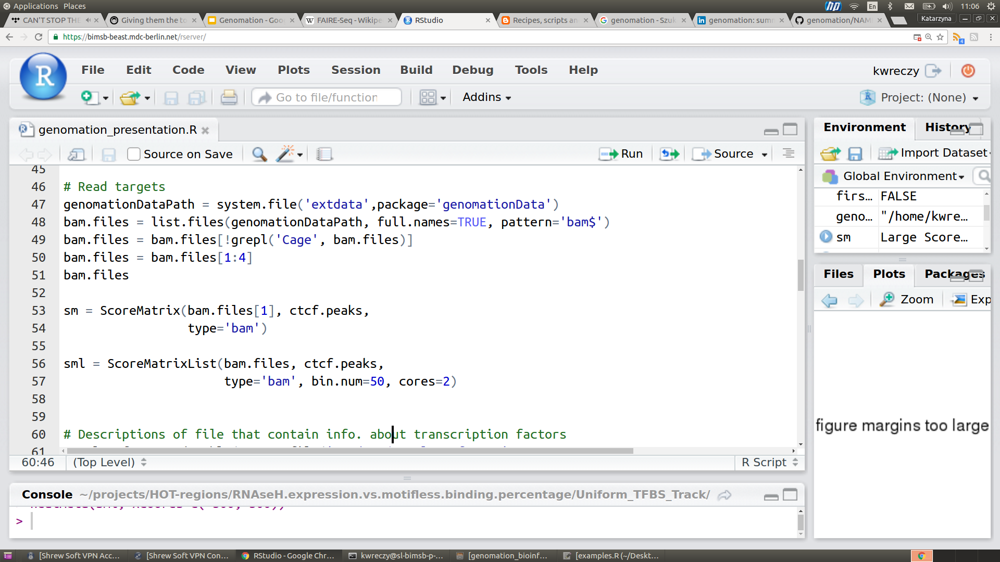 Applications Places
En 11:06
CAN'T STOP THE
Giving them the to
Genomation - Goo
FAIRE-Seq - Wikipe
RStudio
Recipes, scripts an
genomation - Szuk
genomation: sum
genomation/NAM
Katarzyna
https://bimsb-beast.mdc-berlin.net/rserver/
4
R File Edit Code View Plots Session Build Debug Tools Help
kwreczy
Go to file/function
Addins
Project: (None)
genomation_presentation.R
Source on Save
Run
Source
45
46 # Read targets
47 genomationDataPath = system.file('extdata',package='genomationData')
48 bam.files = list.files(genomationDataPath, full.names=TRUE, pattern='bam$')
49 bam.files = bam.files[!grepl('Cage', bam.files)]
50 bam.files = bam.files[1:4]
51 bam.files
52
53 sm = ScoreMatrix(bam.files[1], ctcf.peaks,
54 type='bam')
55
56 sml = ScoreMatrixList(bam.files, ctcf.peaks,
57 type='bam', bin.num=50, cores=2)
58
59
60 # Descriptions of file that contain info. about transcription factors
61
60:46 (Top Level)
R Script
Console ~/projects/HOT-regions/RNAseH.expression.vs.motifless.binding.percentage/Uniform_TFBS_Track/
>
Environment History
Import Dataset
Global Environment
firs… FALSE
geno… "/home/kwre…
sm Large Score…
Files Plots Packages
Zoom Exp
figure margins too large
[Shrew Soft VPN Acc...
[Shrew Soft VPN Con...
RStudio - Google Chr...
kwreczy@sl-bimsb-p-...
[genomation_bioinf...
[examples.R (~/Deskt...